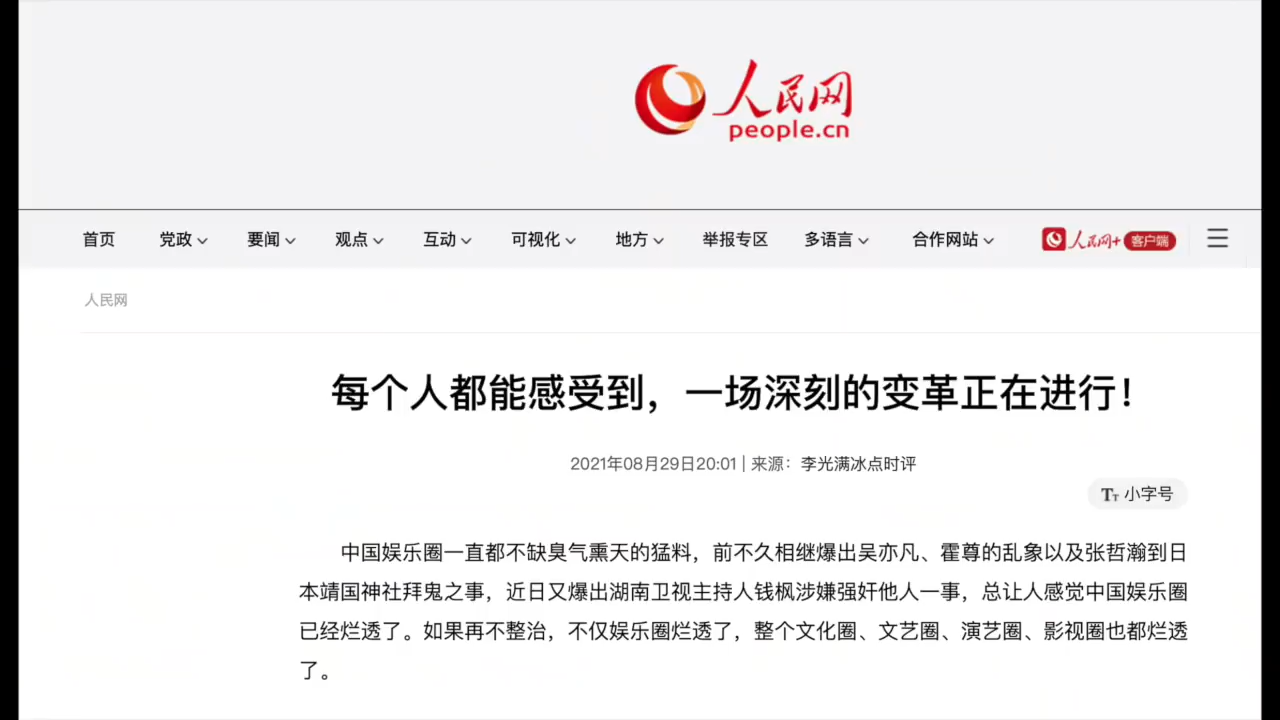 人民网
people.cn
首页 党政 要闻 观点 互动 可视化 地方 举报专区 多语言 合作网站 人民网+ 客户端
人民网
每个人都能感受到，一场深刻的变革正在进行！
2021年08月29日20:01 | 来源：李光满冰点时评
TT 小字号
中国娱乐圈一直都不缺臭气熏天的猛料，前不久相继爆出吴亦凡、霍尊的乱象以及张哲瀚到日
本靖国神社拜鬼之事，近日又爆出湖南卫视主持人钱枫涉嫌强奸他人一事，总让人感觉中国娱乐圈
已经烂透了。如果再不整治，不仅娱乐圈烂透了，整个文化圈、文艺圈、演艺圈、影视圈也都烂透
了。